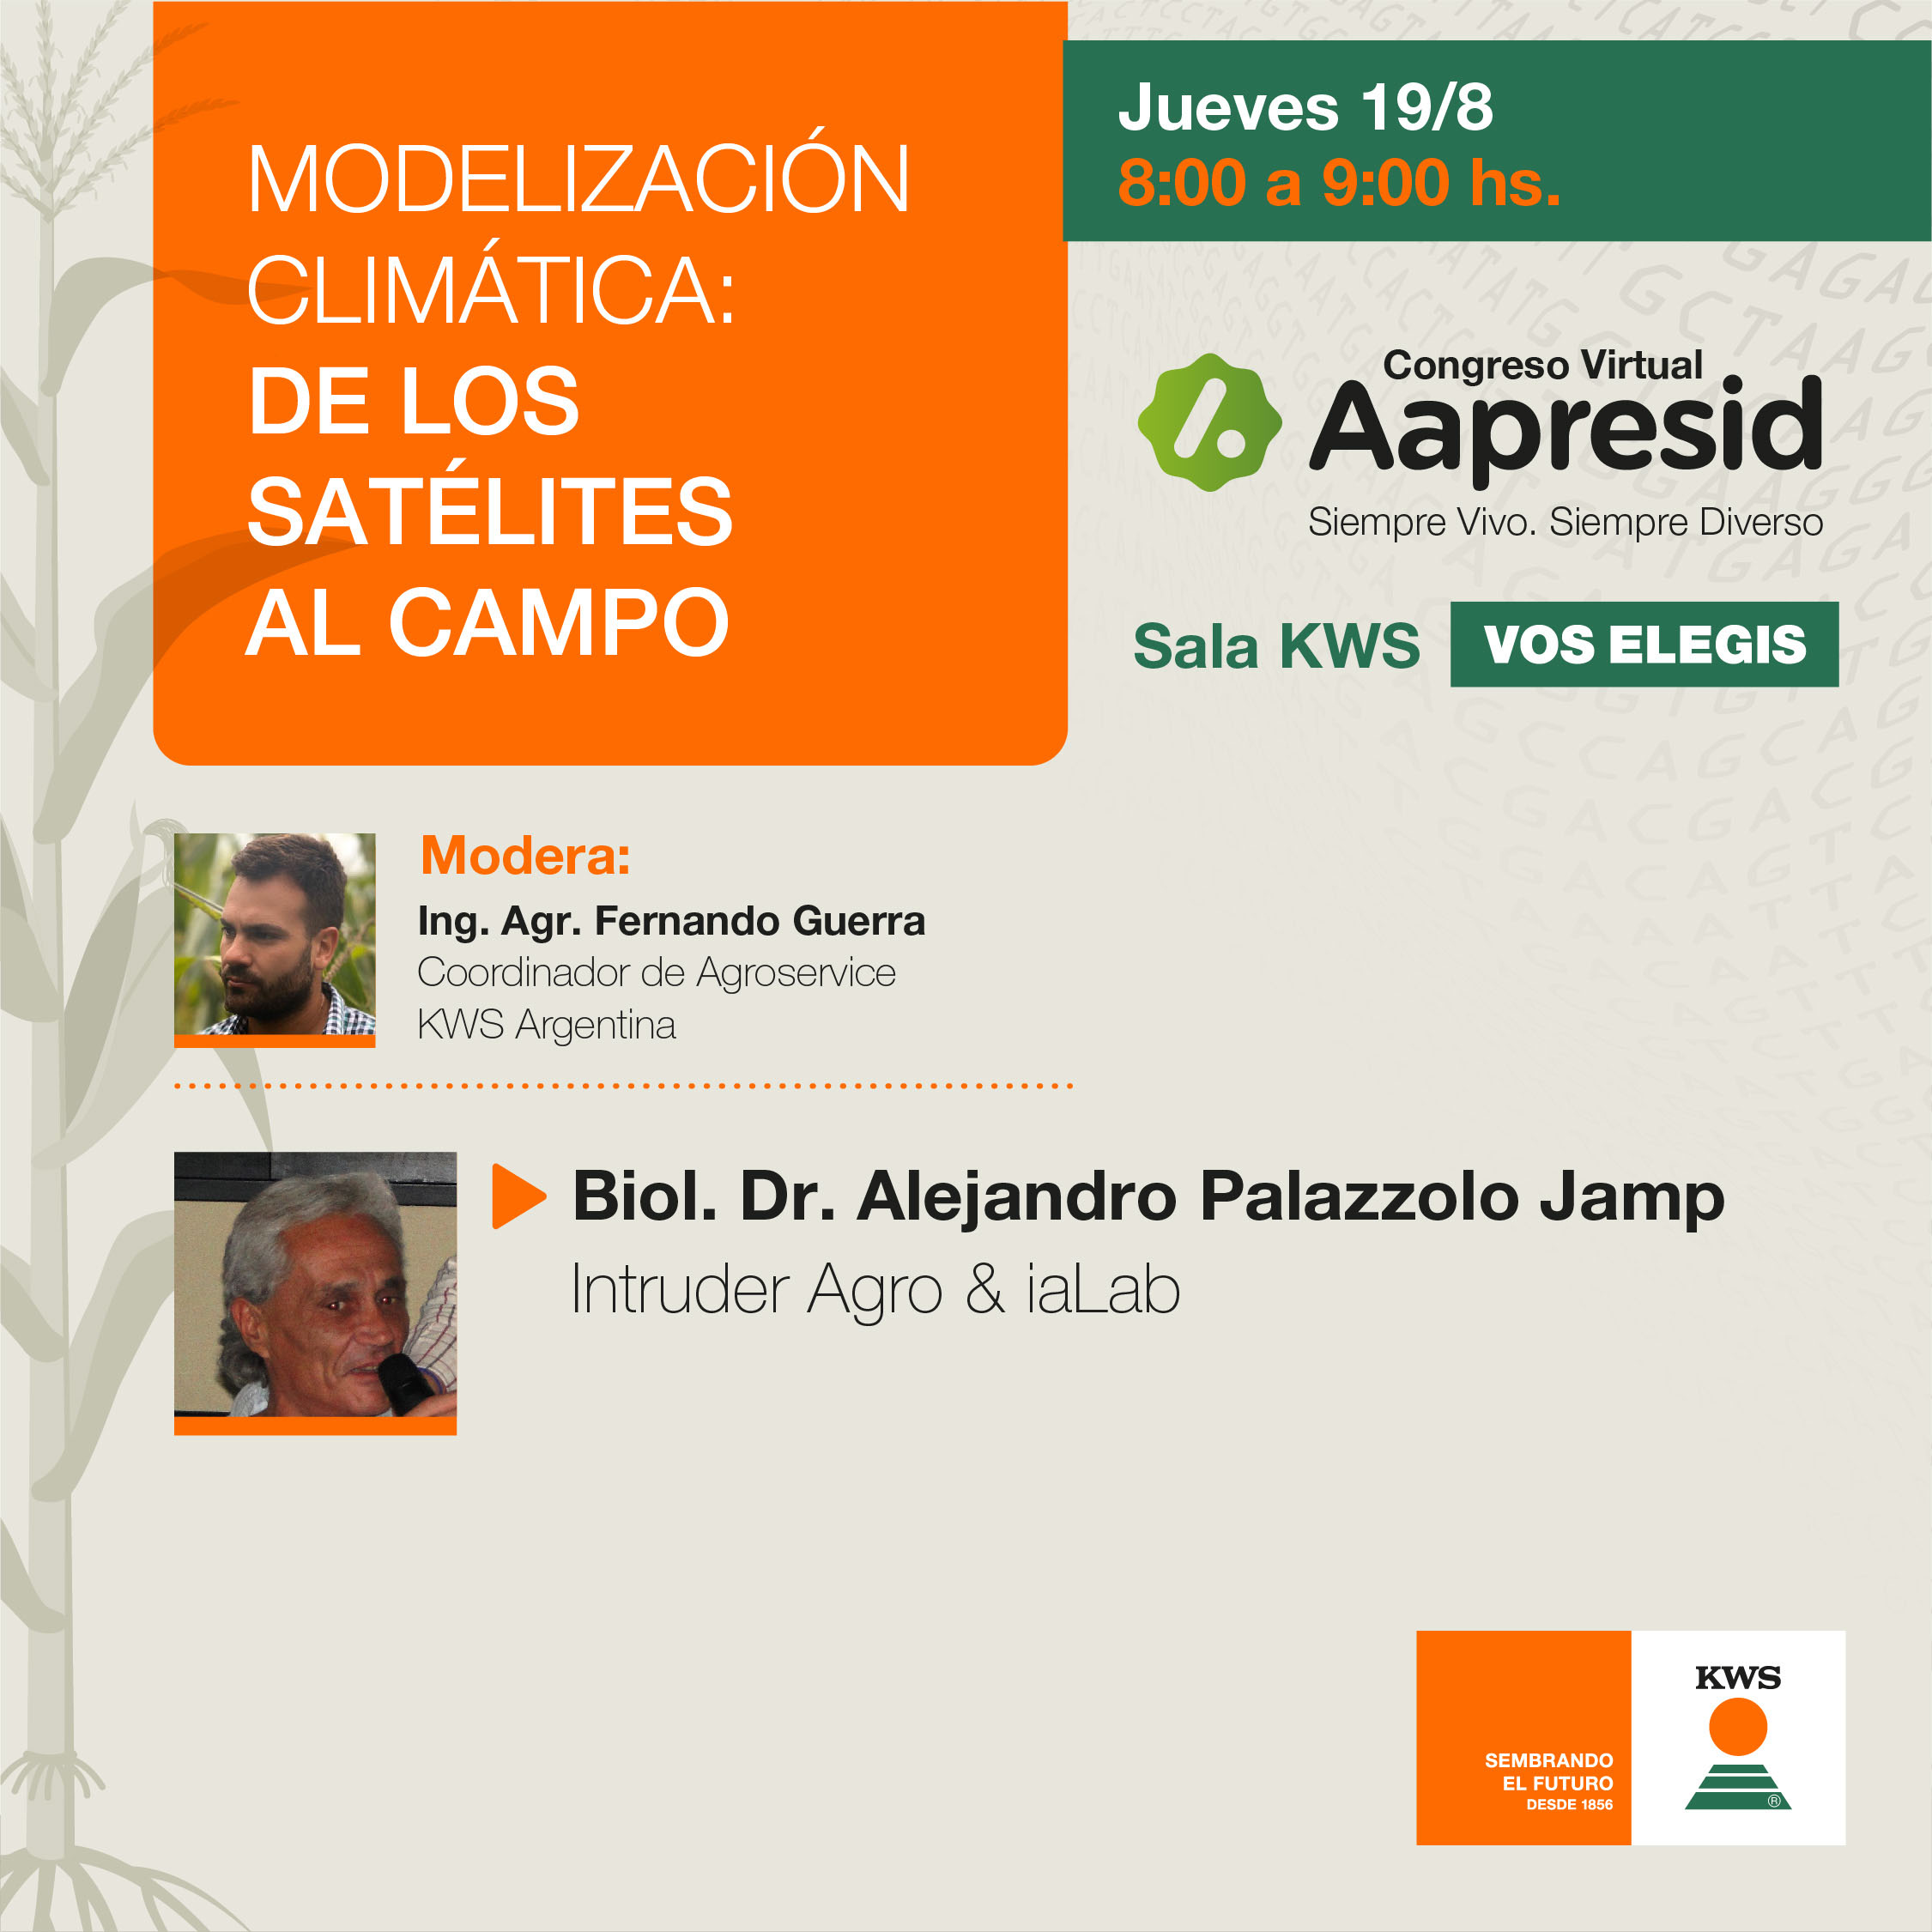 MODELIZACIÓN
CLIMÁTICA:
DE LOS
SATÉLITES
AL CAMPO
Jueves 19/8
8:00 a 9:00 hs.
Congreso Virtual
Aapresid
Siempre Vivo. Siempre Diverso
Sala KWS VOS ELEGIS
Modera:
Ing. Agr. Fernando Guerra
Coordinador de Agroservice
KWS Argentina
Biol. Dr. Alejandro Palazzolo Jamp
Intruder Agro & iaLab
SEMBRANDO
EL FUTURO
DESDE 1856
KWS
®